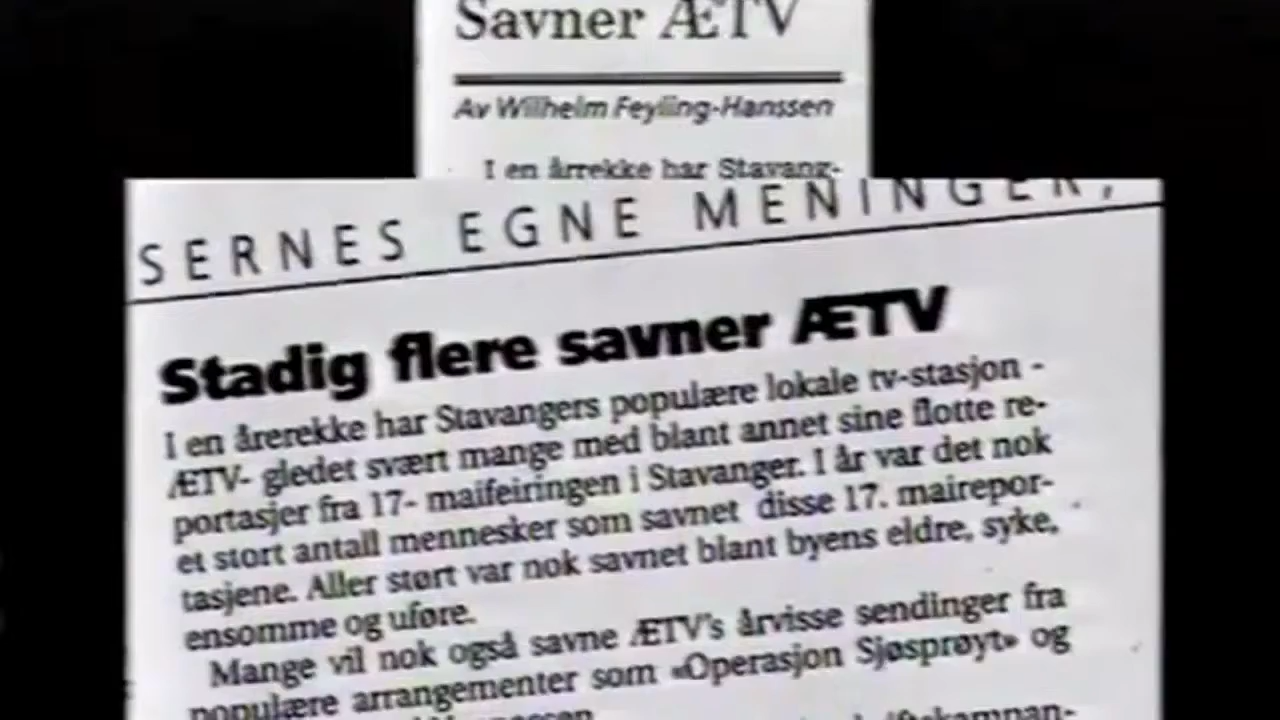 Savner ÆTV
Av Wilhelm Feyling-Hanssen
I en årrekke har Stavang-
SERNES EGNE MENINGER,
Stadig flere savner ÆTV
I en årerekke har Stavangers populære lokale tv-stasjon -
ÆTV- gledet svært mange med blant annet sine flotte re-
portasjer fra 17- maifeiringen i Stavanger. I år var det nok
et stort antall mennesker som savnet disse 17. mairepor-
tasjene. Aller størt var nok savnet blant byens eldre, syke,
ensomme og uføre.
Mange vil nok også savne ÆTV's årvisse sendinger fra
populære arrangementer som «Operasjon Sjøsprøyt» og